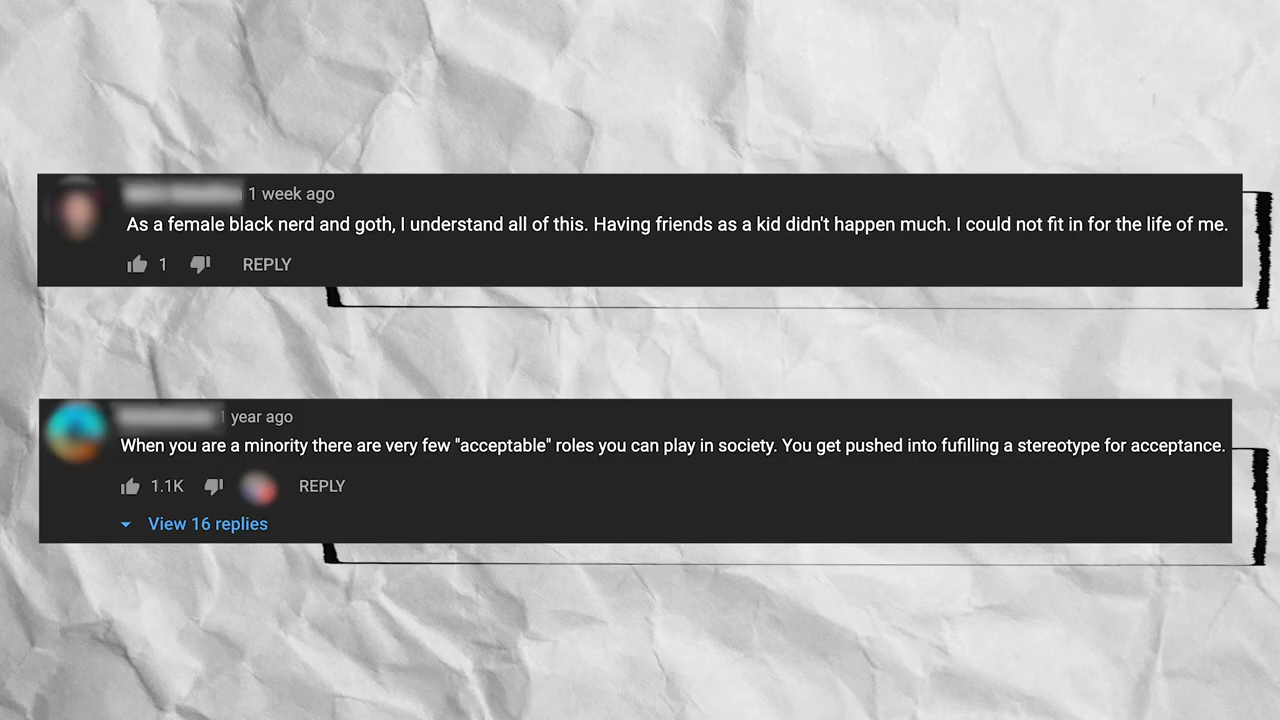 1 week ago
As a female black nerd and goth, I understand all of this. Having friends as a kid didn't happen much. I could not fit in for the life of me.
1 REPLY
1 year ago
When you are a minority there are very few "acceptable" roles you can play in society. You get pushed into fufilling a stereotype for acceptance.
1.1K REPLY
View 16 replies